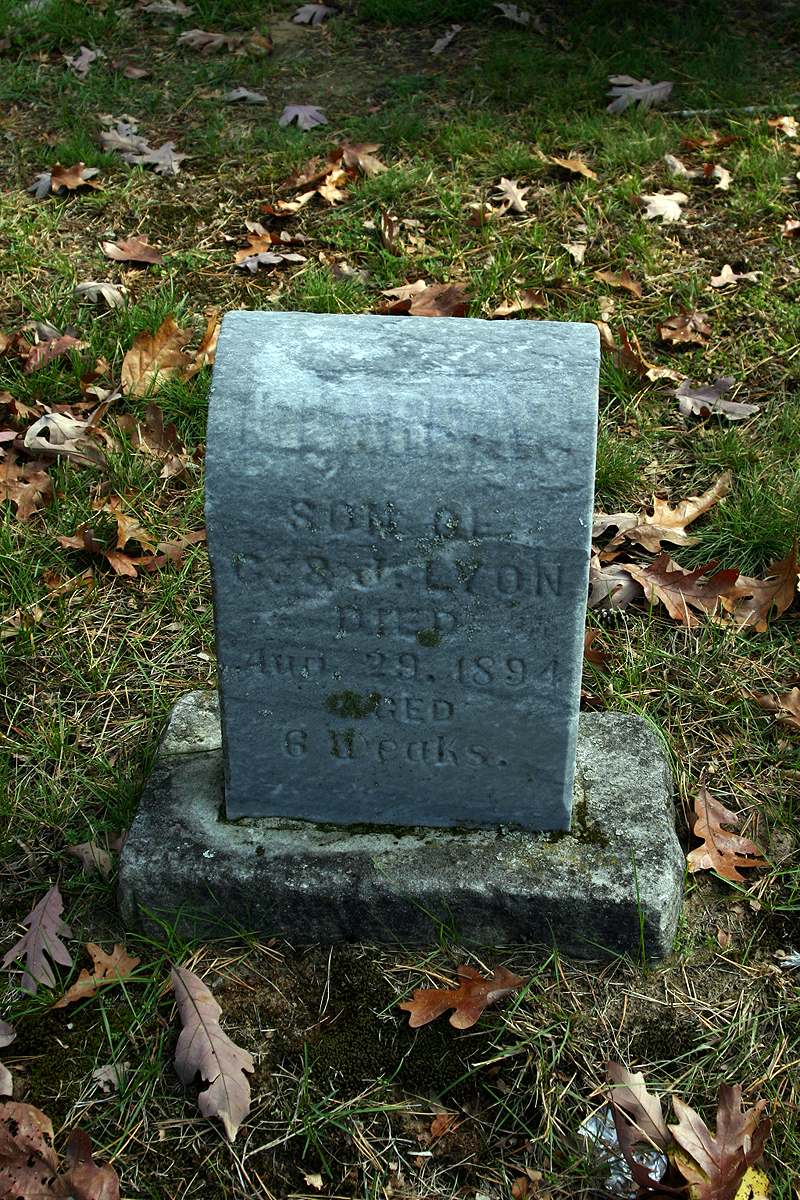 SON OF
C. & J. LYON
DIED
AUG. 29. 1894
AGED
6 Weeks.